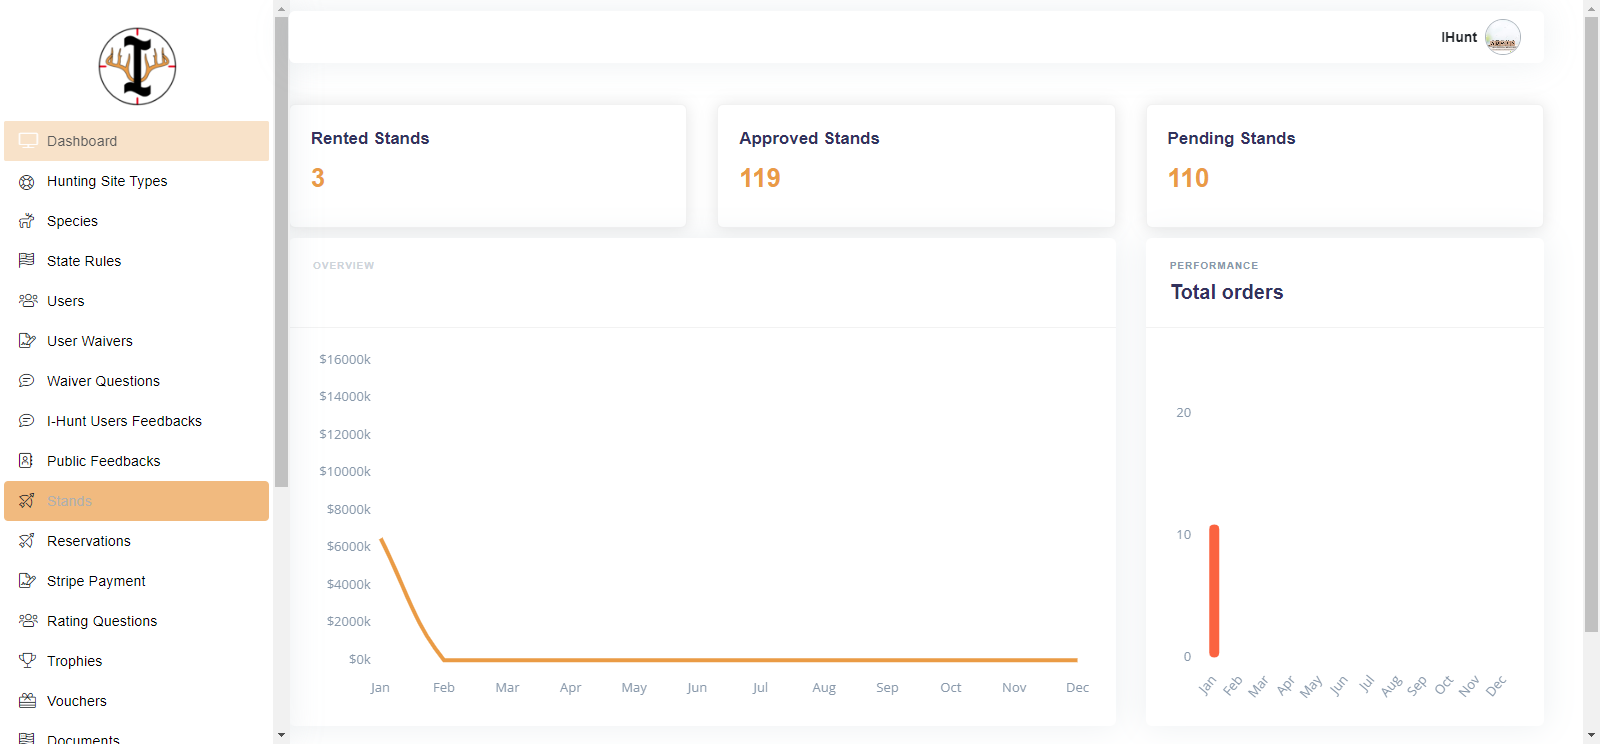 I
IHunt
Dashboard
Hunting Site Types
Species
State Rules
Users
User Waivers
Waiver Questions
I-Hunt Users Feedbacks
Public Feedbacks
Stands
Reservations
Stripe Payment
Rating Questions
Trophies
Vouchers
Documents
Rented Stands
3
Approved Stands
119
Pending Stands
110
OVERVIEW
$16000k
$14000k
$12000k
$10000k
$8000k
$6000k
$4000k
$2000k
$0k
Jan Feb Mar Apr May Jun Jul Aug Sep Oct Nov Dec
PERFORMANCE
Total orders
20
10
0
Jan Feb Mar Apr May Jun Jul Aug Sep Oct Nov Dec